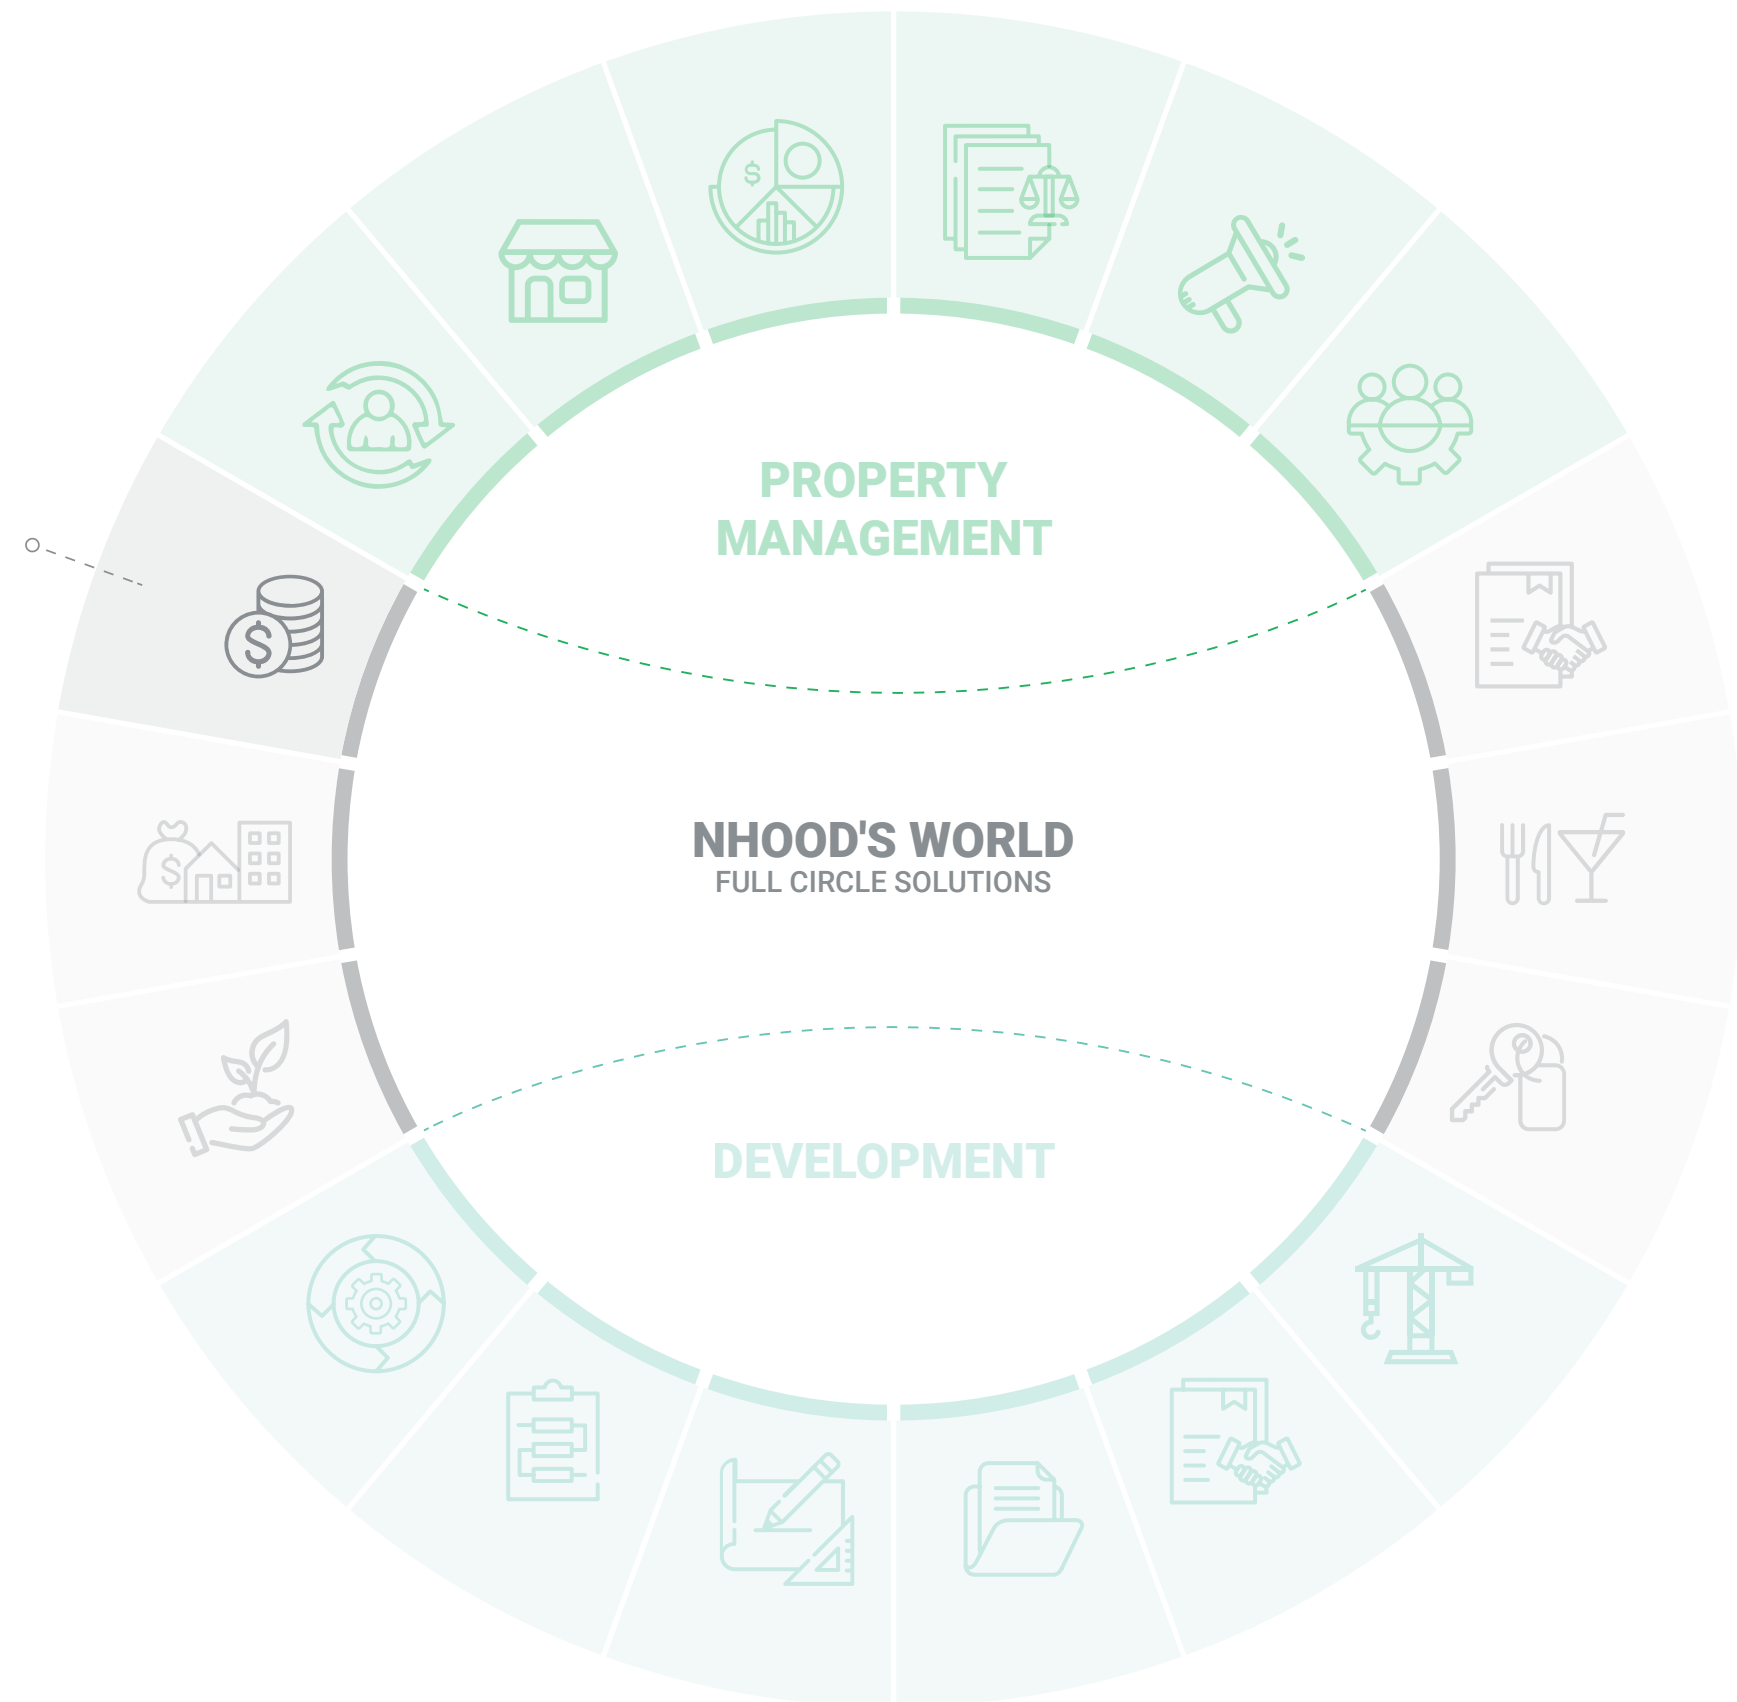 PROPERTY
MANAGEMENT
NHOOD'S WORLD
FULL CIRCLE SOLUTIONS
DEVELOPMENT